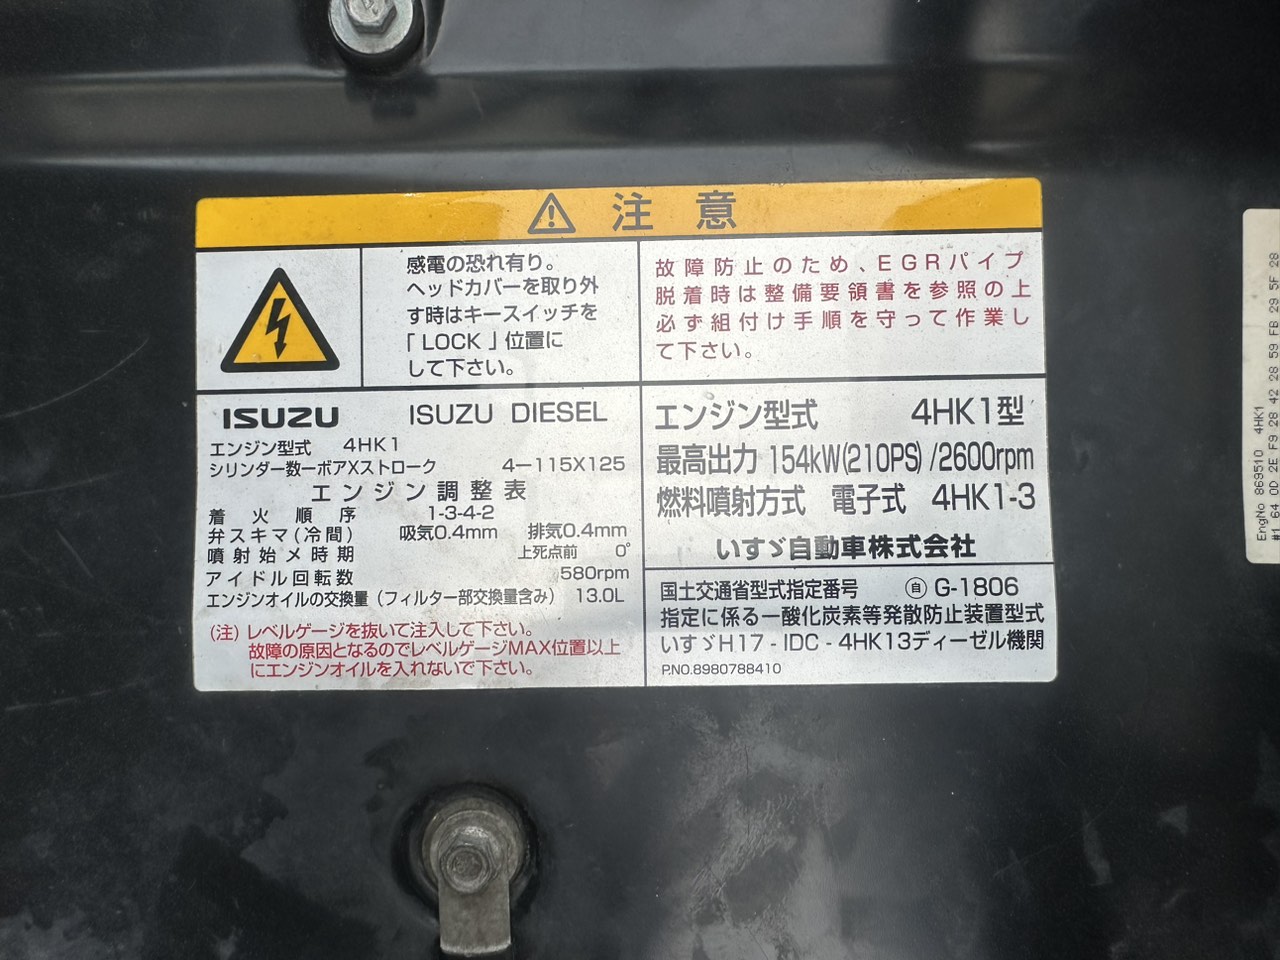 注意
感電の恐れ有り。
ヘッドカバーを取り外
す時はキースイッチを
「LOCK」位置に
して下さい。
故障防止のため、EGRパイプ
脱着時は整備要領書を参照の上
必ず組付け手順を守って作業し
て下さい。
ISUZU ISUZU DIESEL
エンジン型式 4HK1
シリンダー数ーボアXストローク 4ー115X125
エンジン調整表
着火順序 1-3-4-2
弁スキマ(冷間) 吸気0.4mm 排気0.4mm
噴射始メ時期 上死点前 0°
アイドル回転数 580rpm
エンジンオイルの交換量(フィルター部交換量含み) 13.0L
(注) レベルゲージを抜いて注入して下さい。
故障の原因となるのでレベルゲージMAX位置以上
にエンジンオイルを入れないで下さい。
エンジン型式 4HK1型
最高出力 154kW(210PS)/2600rpm
燃料噴射方式 電子式 4HK1-3
いすゞ自動車株式会社
国土交通省型式指定番号 ㊀自 G-1806
指定に係る一酸化炭素等発散防止装置型式
いすゞH17-IDC-4HK13ディーゼル機関
P.NO.8980788410
EngNo 869510 4HK1
#1 64 0D 2E F9 28 42 28 59 FB 29 5F 28